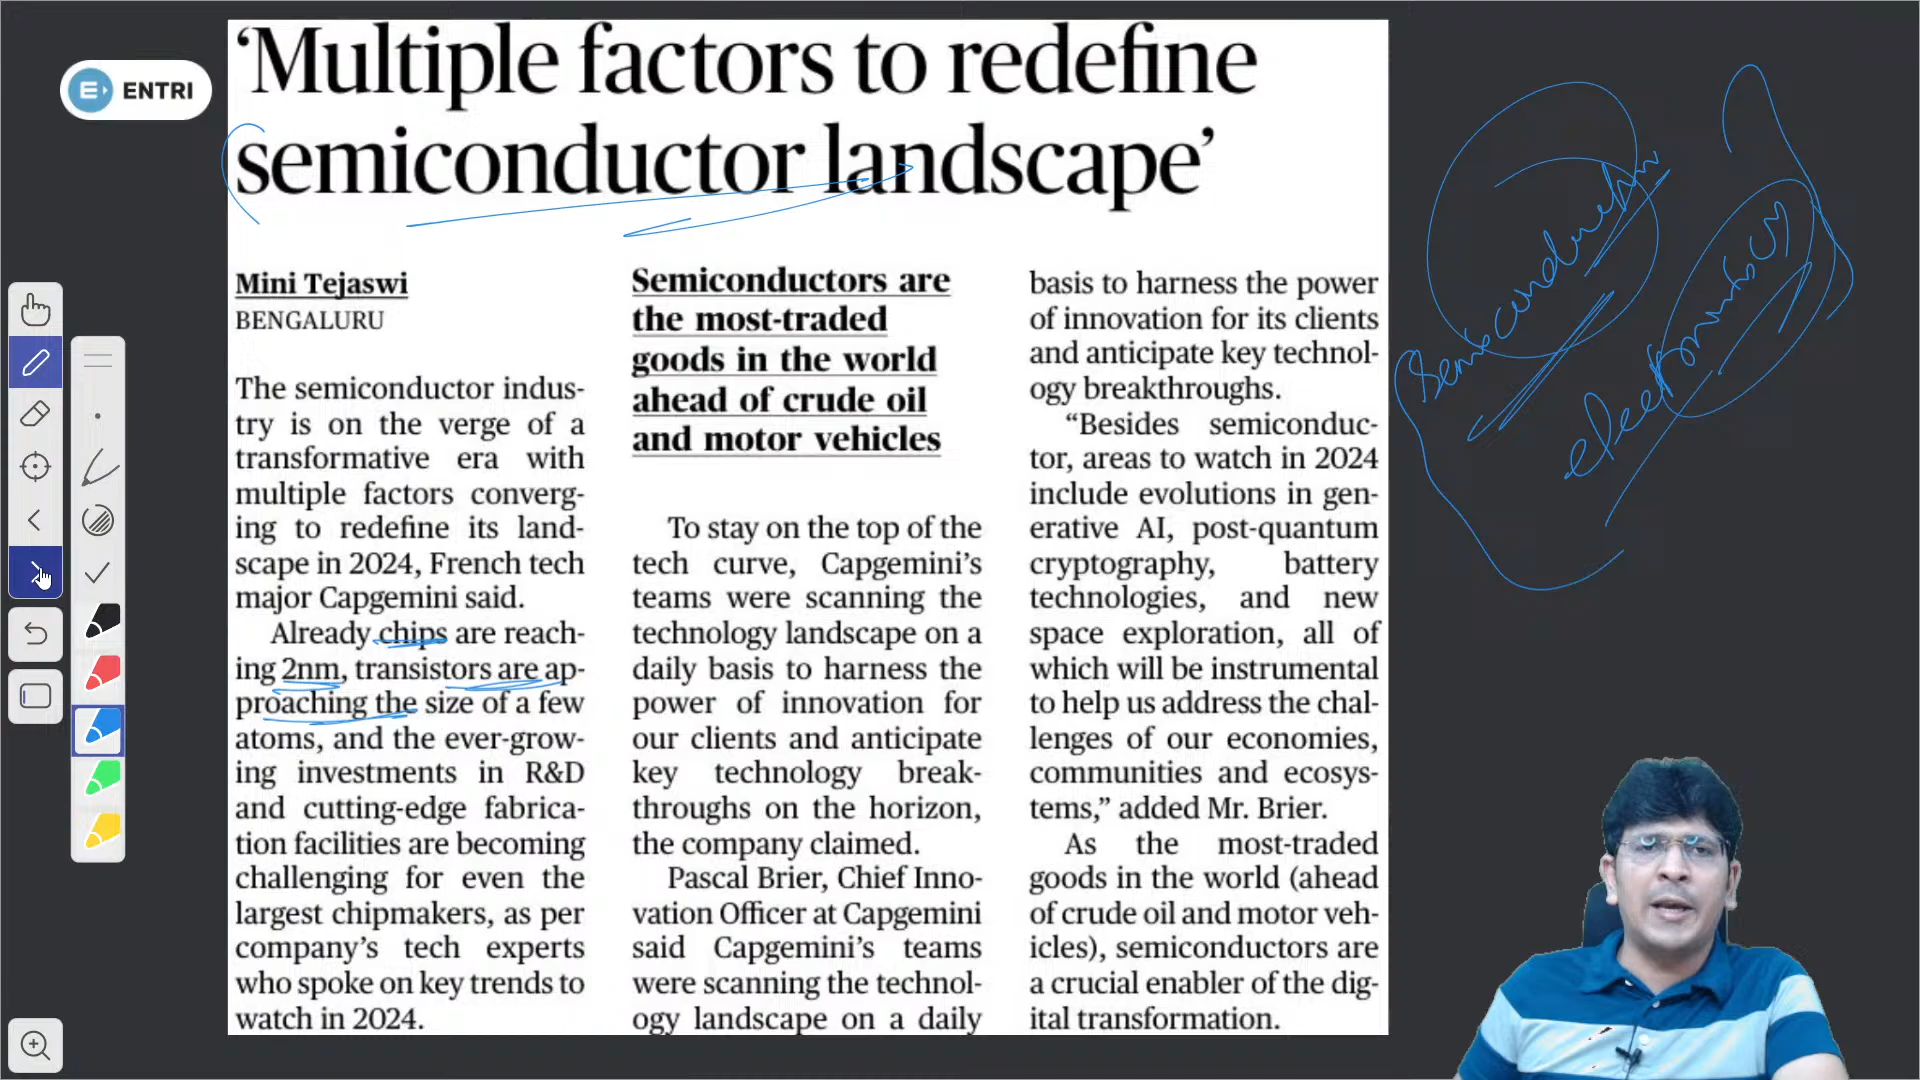 ENTRI
‘Multiple factors to redefine
semiconductor landscape’
Mini Tejaswi
BENGALURU
The semiconductor indus-
try is on the verge of a
transformative era with
multiple factors converg-
ing to redefine its land-
scape in 2024, French tech
major Capgemini said.
Already chips are reach-
ing 2nm, transistors are ap-
proaching the size of a few
atoms, and the ever-grow-
ing investments in R&D
and cutting-edge fabrica-
tion facilities are becoming
challenging for even the
largest chipmakers, as per
company’s tech experts
who spoke on key trends to
watch in 2024.
Semiconductors are
the most-traded
goods in the world
ahead of crude oil
and motor vehicles
To stay on the top of the
tech curve, Capgemini’s
teams were scanning the
technology landscape on a
daily basis to harness the
power of innovation for
our clients and anticipate
key technology break-
throughs on the horizon,
the company claimed.
Pascal Brier, Chief Inno-
vation Officer at Capgemini
said Capgemini’s teams
were scanning the technol-
ogy landscape on a daily
basis to harness the power
of innovation for its clients
and anticipate key technol-
ogy breakthroughs.
“Besides semiconduc-
tor, areas to watch in 2024
include evolutions in gen-
erative AI, post-quantum
cryptography, battery
technologies, and new
space exploration, all of
which will be instrumental
to help us address the chal-
lenges of our economies,
communities and ecosys-
tems,” added Mr. Brier.
As the most-traded
goods in the world (ahead
of crude oil and motor veh-
icles), semiconductors are
a crucial enabler of the dig-
ital transformation.